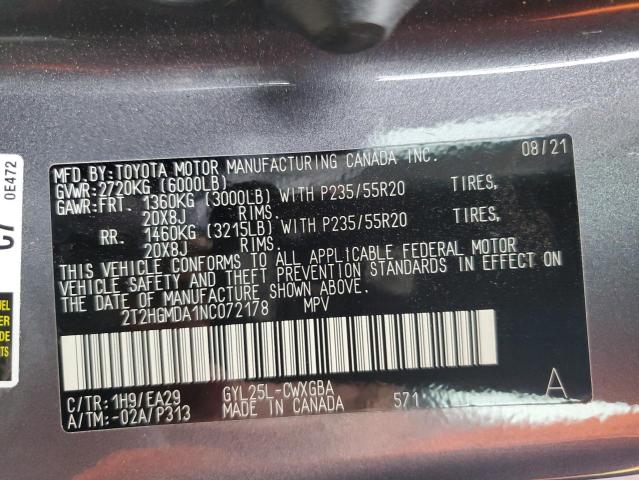 MFD.BY:TOYOTA MOTOR MANUFACTURING CANADA INC. 08/21
GVWR:2720KG (6000LB)
GAWR:FRT. 1360KG (3000LB) WITH P235/55R20 TIRES,
20X8J RIMS.
RR. 1460KG (3215LB) WITH P235/55R20 TIRES,
20X8J RIMS.
THIS VEHICLE CONFORMS TO ALL APPLICABLE FEDERAL MOTOR
VEHICLE SAFETY AND THEFT PREVENTION STANDARDS IN EFFECT ON
THE DATE OF MANUFACTURE SHOWN ABOVE.
2T2HGMDA1NC072178 MPV
C/TR:1H9/EA29 GYL25L-CWXGBA A
A/TM:-02A/P313 MADE IN CANADA 571
0E472